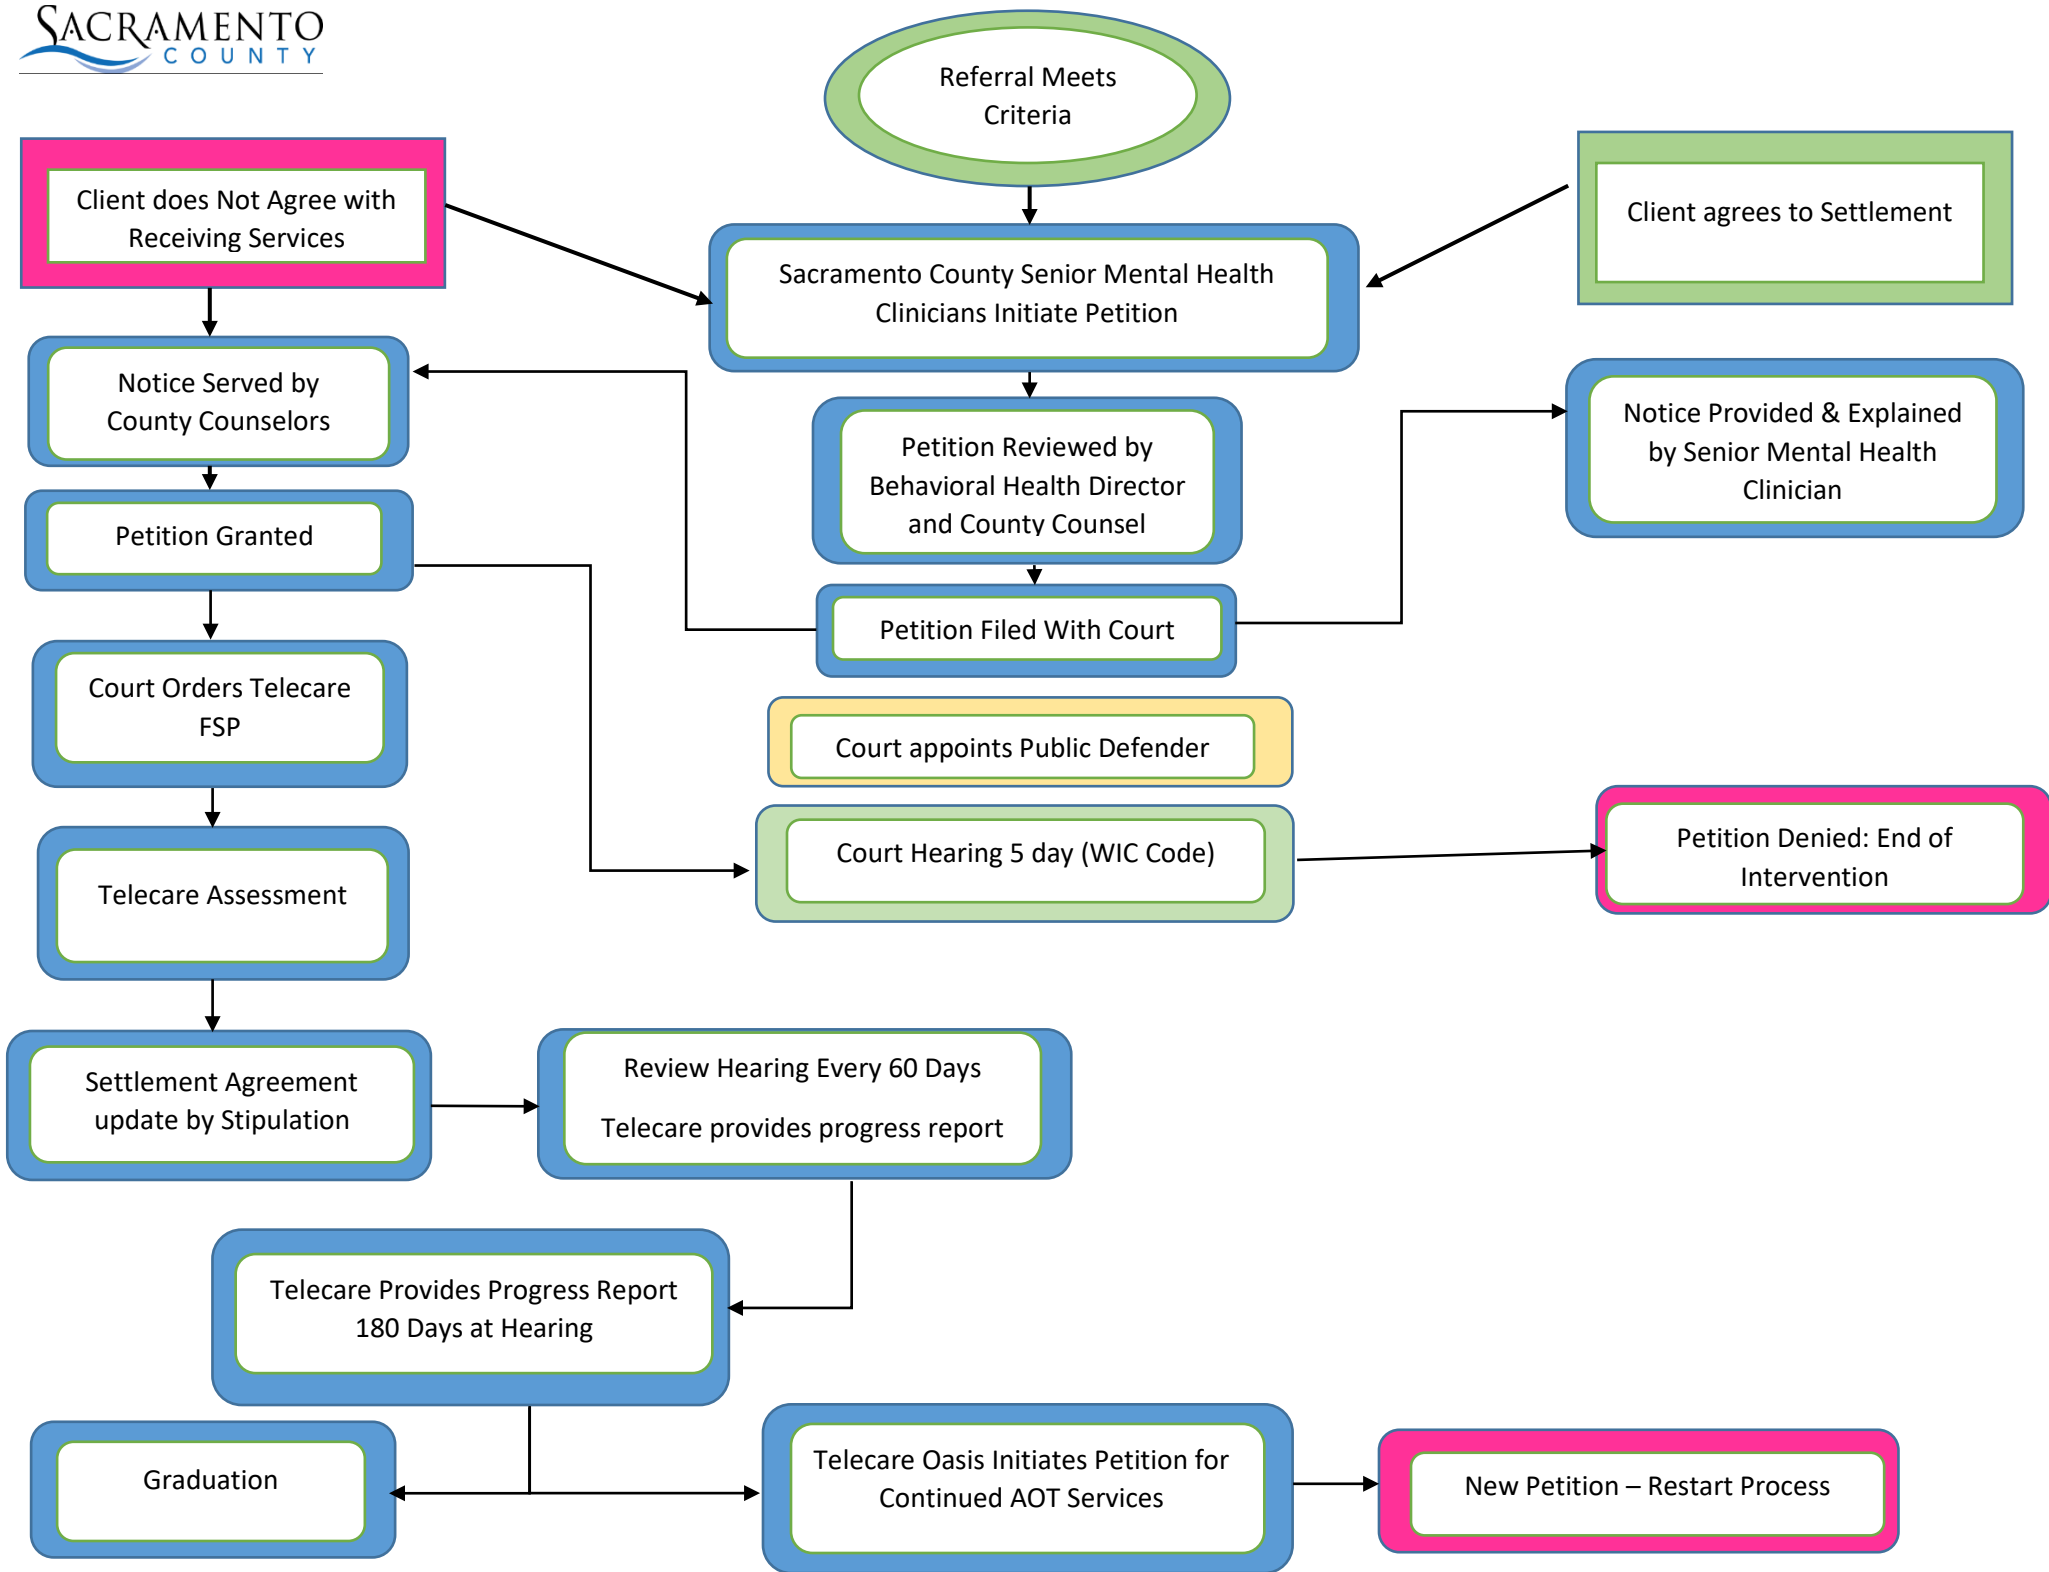 SACRAMENTO
COUNTY
Referral Meets
Criteria
Client does Not Agree with
Receiving Services
Client agrees to Settlement
Sacramento County Senior Mental Health
Clinicians Initiate Petition
Notice Served by
County Counselors
Petition Reviewed by
Behavioral Health Director
and County Counsel
Notice Provided & Explained
by Senior Mental Health
Clinician
Petition Granted
Petition Filed With Court
Court Orders Telecare
FSP
Court appoints Public Defender
Telecare Assessment
Court Hearing 5 day (WIC Code)
Petition Denied: End of
Intervention
Settlement Agreement
update by Stipulation
Review Hearing Every 60 Days
Telecare provides progress report
Telecare Provides Progress Report
180 Days at Hearing
Graduation
Telecare Oasis Initiates Petition for
Continued AOT Services
New Petition – Restart Process